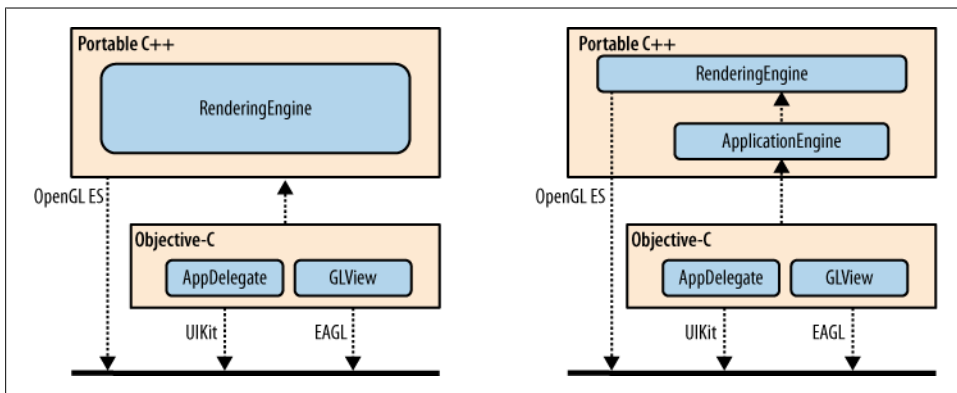 Portable C++
RenderingEngine
OpenGL ES
Objective-C
AppDelegate
GLView
UIKit
EAGL
Portable C++
RenderingEngine
ApplicationEngine
OpenGL ES
Objective-C
AppDelegate
GLView
UIKit
EAGL